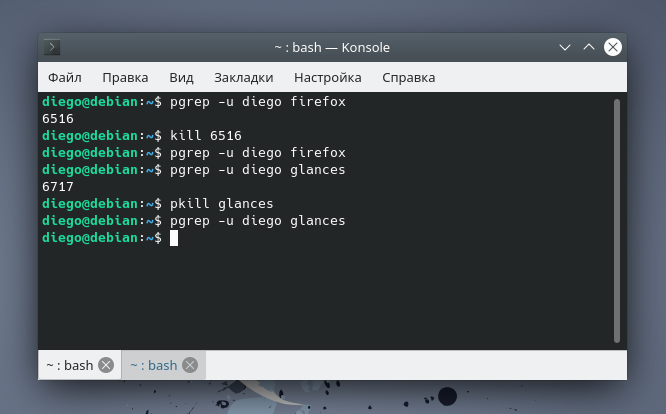 ~ : bash — Konsole
Файл Правка Вид Закладки Настройка Справка
diego@debian:~$ pgrep -u diego firefox
6516
diego@debian:~$ kill 6516
diego@debian:~$ pgrep -u diego firefox
diego@debian:~$ pgrep -u diego glances
6717
diego@debian:~$ pkill glances
diego@debian:~$ pgrep -u diego glances
diego@debian:~$
~ : bash ~ : bash